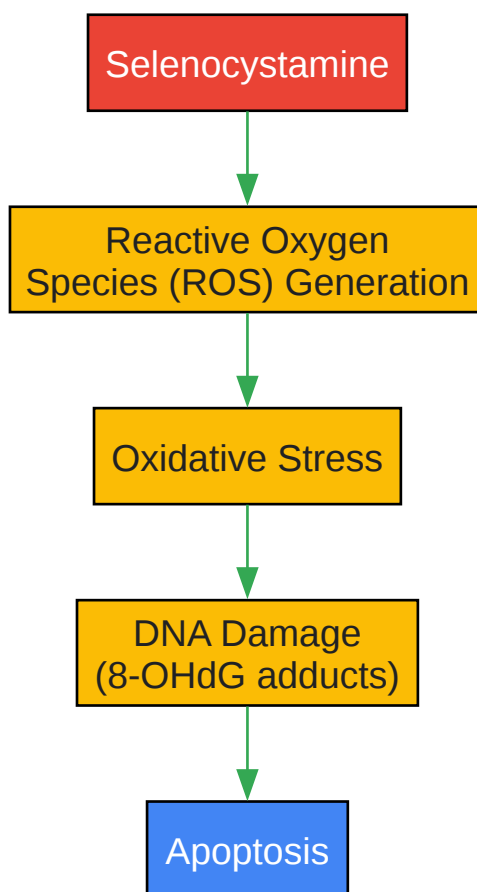 Selenocystamine
Reactive Oxygen
Species (ROS) Generation
Oxidative Stress
DNA Damage
(8-OHdG adducts)
Apoptosis